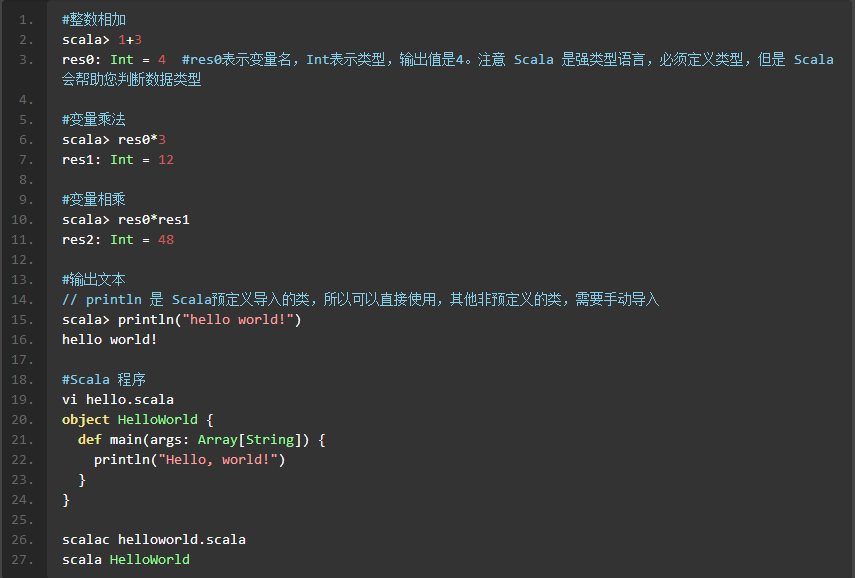 1. #整数相加
2. scala> 1+3
3. res0: Int = 4  #res0表示变量名，Int表示类型，输出值是4。注意 Scala 是强类型语言，必须定义类型，但是 Scala
会帮助您判断数据类型
4.
5. #变量乘法
6. scala> res0*3
7. res1: Int = 12
8.
9. #变量相乘
10. scala> res0*res1
11. res2: Int = 48
12.
13. #输出文本
14. // println 是 Scala预定义导入的类，所以可以直接使用，其他非预定义的类，需要手动导入
15. scala> println("hello world!")
16. hello world!
17.
18. #Scala 程序
19. vi hello.scala
20. object HelloWorld {
21.   def main(args: Array[String]) {
22.     println("Hello, world!")
23.   }
24. }
25.
26. scalac helloworld.scala
27. scala HelloWorld